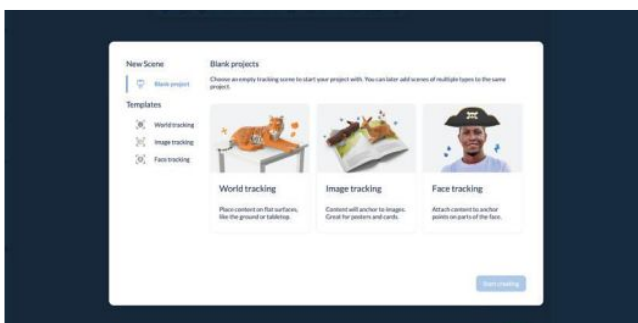 New Scene
Blank project
Templates
World tracking
Image tracking
Face tracking
Blank projects
Choose an empty tracking scene to start your project with. You can later add scenes of multiple types to the same
project.
World tracking
Place content on flat surfaces,
like the ground or tabletop.
Image tracking
Content will anchor to images.
Great for posters and cards.
Face tracking
Attach content to anchor
points on parts of the face.
Start creating